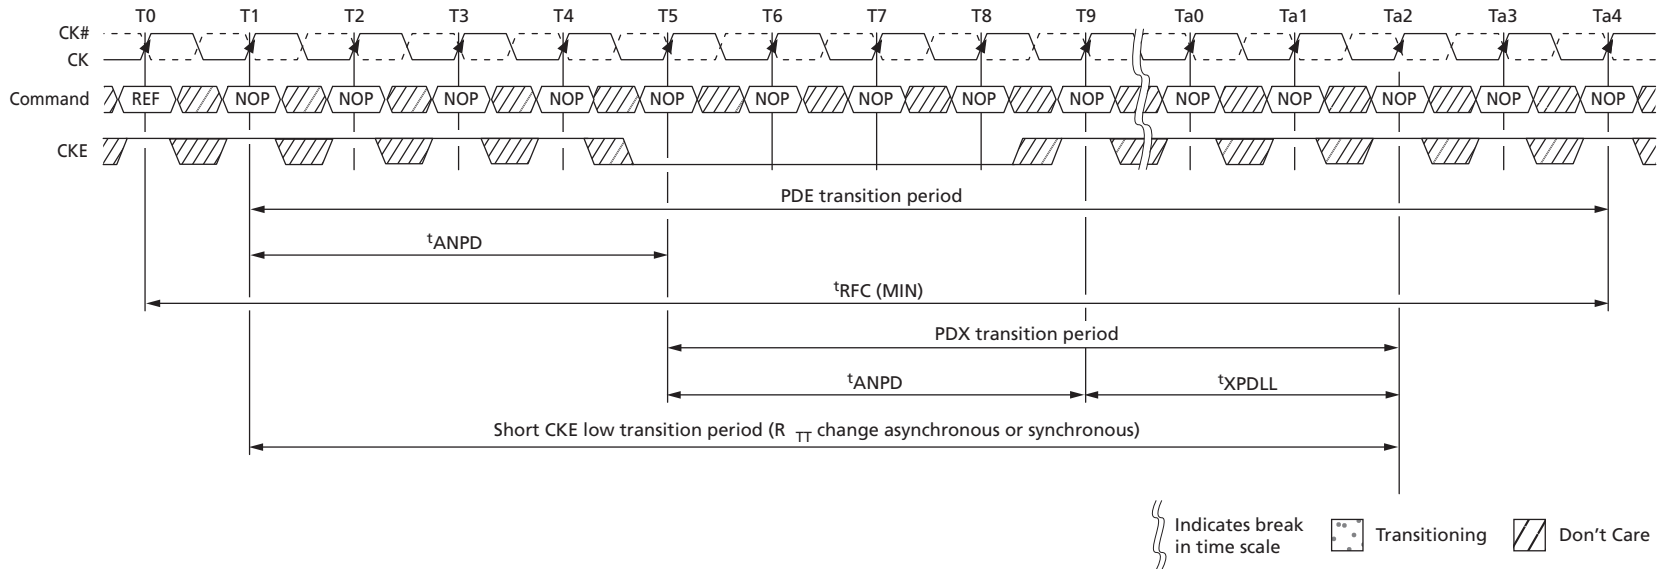 T0 T1 T2 T3 T4 T5 T6 T7 T8 T9 Ta0 Ta1 Ta2 Ta3 Ta4
CK#
CK
Command REF NOP NOP NOP NOP NOP NOP NOP NOP NOP NOP NOP NOP NOP NOP
CKE
PDE transition period
tANPD
tRFC (MIN)
PDX transition period
tANPD tXPDLL
Short CKE low transition period (R TT change asynchronous or synchronous)
Indicates break
in time scale
Transitioning
Don't Care